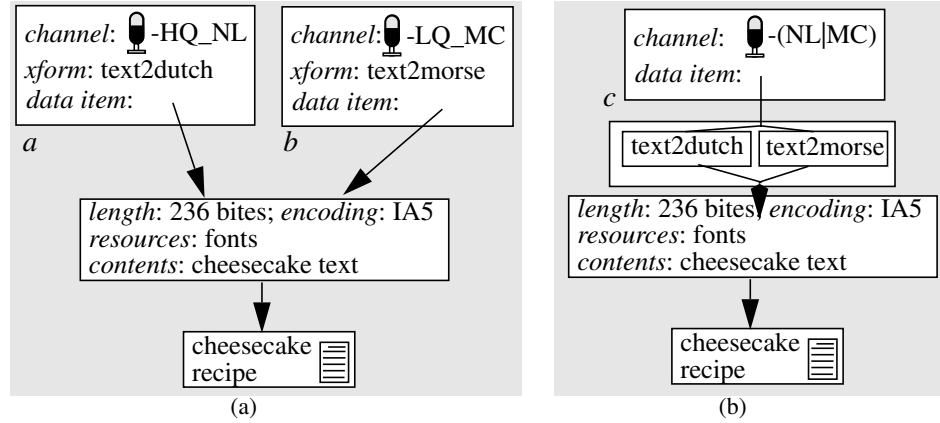 channel: -HQ_NL
xform: text2dutch
data item:
a
channel: -LQ_MC
xform: text2morse
data item:
b
length: 236 bites; encoding: IA5
resources: fonts
contents: cheesecake text
cheesecake
recipe
(a)
channel: -(NL|MC)
data item:
c
text2dutch text2morse
length: 236 bites; encoding: IA5
resources: fonts
contents: cheesecake text
cheesecake
recipe
(b)